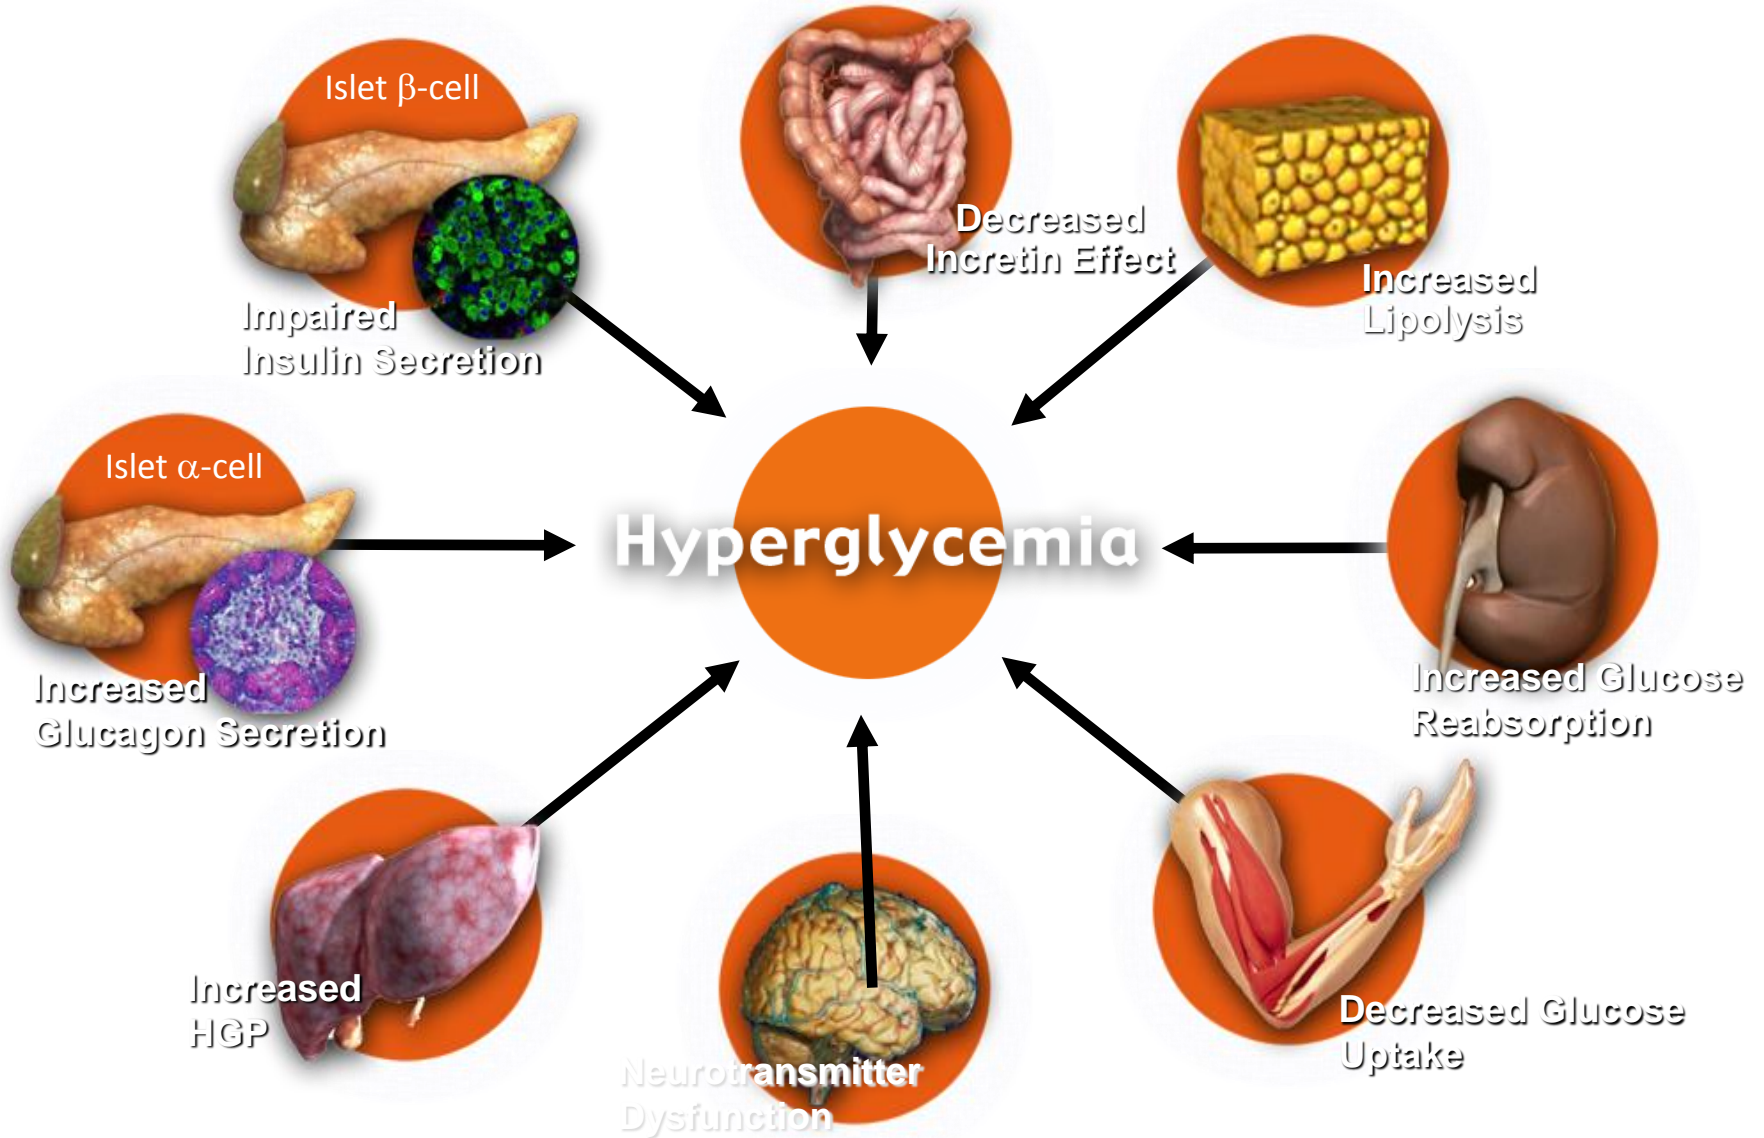 Islet β-cell
Impaired
Insulin Secretion
Decreased
Incretin Effect
Increased
Lipolysis
Islet α-cell
Increased
Glucagon Secretion
Hyperglycemia
Increased Glucose
Reabsorption
Increased
HGP
Neurotransmitter
Dysfunction
Decreased Glucose
Uptake